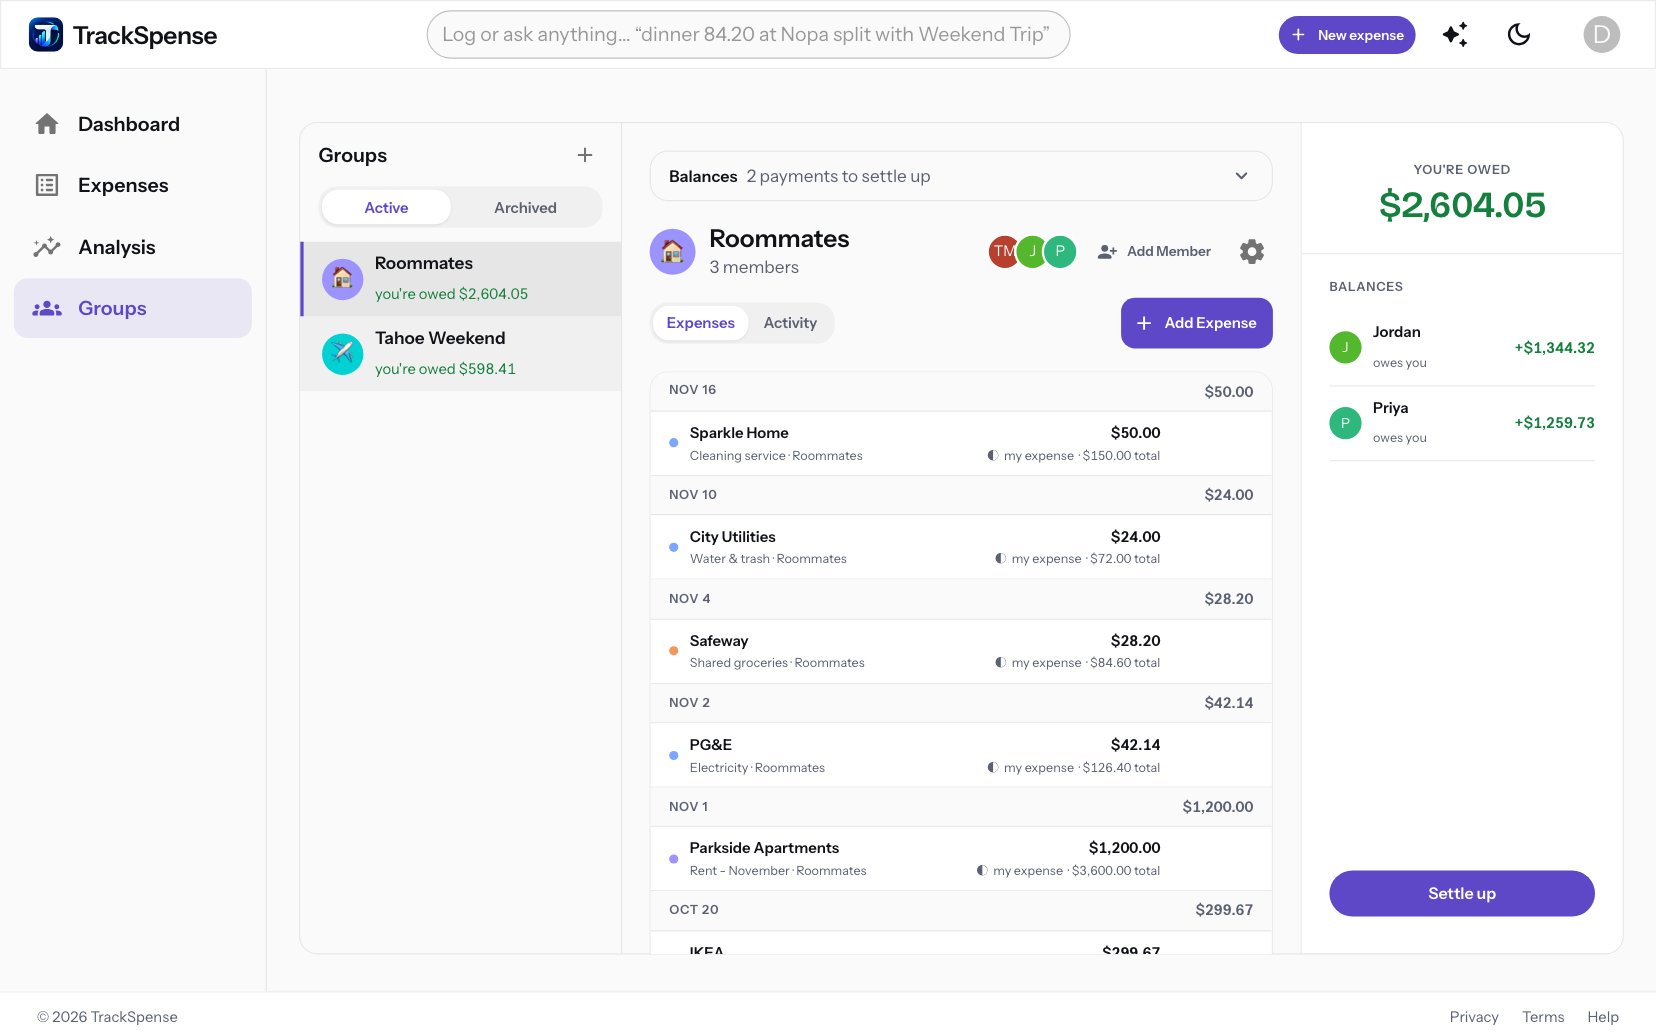 TrackSpense
Log or ask anything... “dinner 84.20 at Nopa split with Weekend Trip”
+ New expense
D
Dashboard
Expenses
Analysis
Groups
Groups
Active
Archived
Roommates
you're owed $2,604.05
Tahoe Weekend
you're owed $598.41
Balances 2 payments to settle up
Roommates
3 members
TM
J
P
Add Member
Expenses
Activity
+ Add Expense
NOV 16 $50.00
Sparkle Home $50.00
Cleaning service · Roommates my expense · $150.00 total
NOV 10 $24.00
City Utilities $24.00
Water & trash · Roommates my expense · $72.00 total
NOV 4 $28.20
Safeway $28.20
Shared groceries · Roommates my expense · $84.60 total
NOV 2 $42.14
PG&E $42.14
Electricity · Roommates my expense · $126.40 total
NOV 1 $1,200.00
Parkside Apartments $1,200.00
Rent - November · Roommates my expense · $3,600.00 total
OCT 20 $299.67
IKEA $299.67
YOU'RE OWED
$2,604.05
BALANCES
J
Jordan
owes you
+$1,344.32
P
Priya
owes you
+$1,259.73
Settle up
© 2026 TrackSpense
Privacy Terms Help